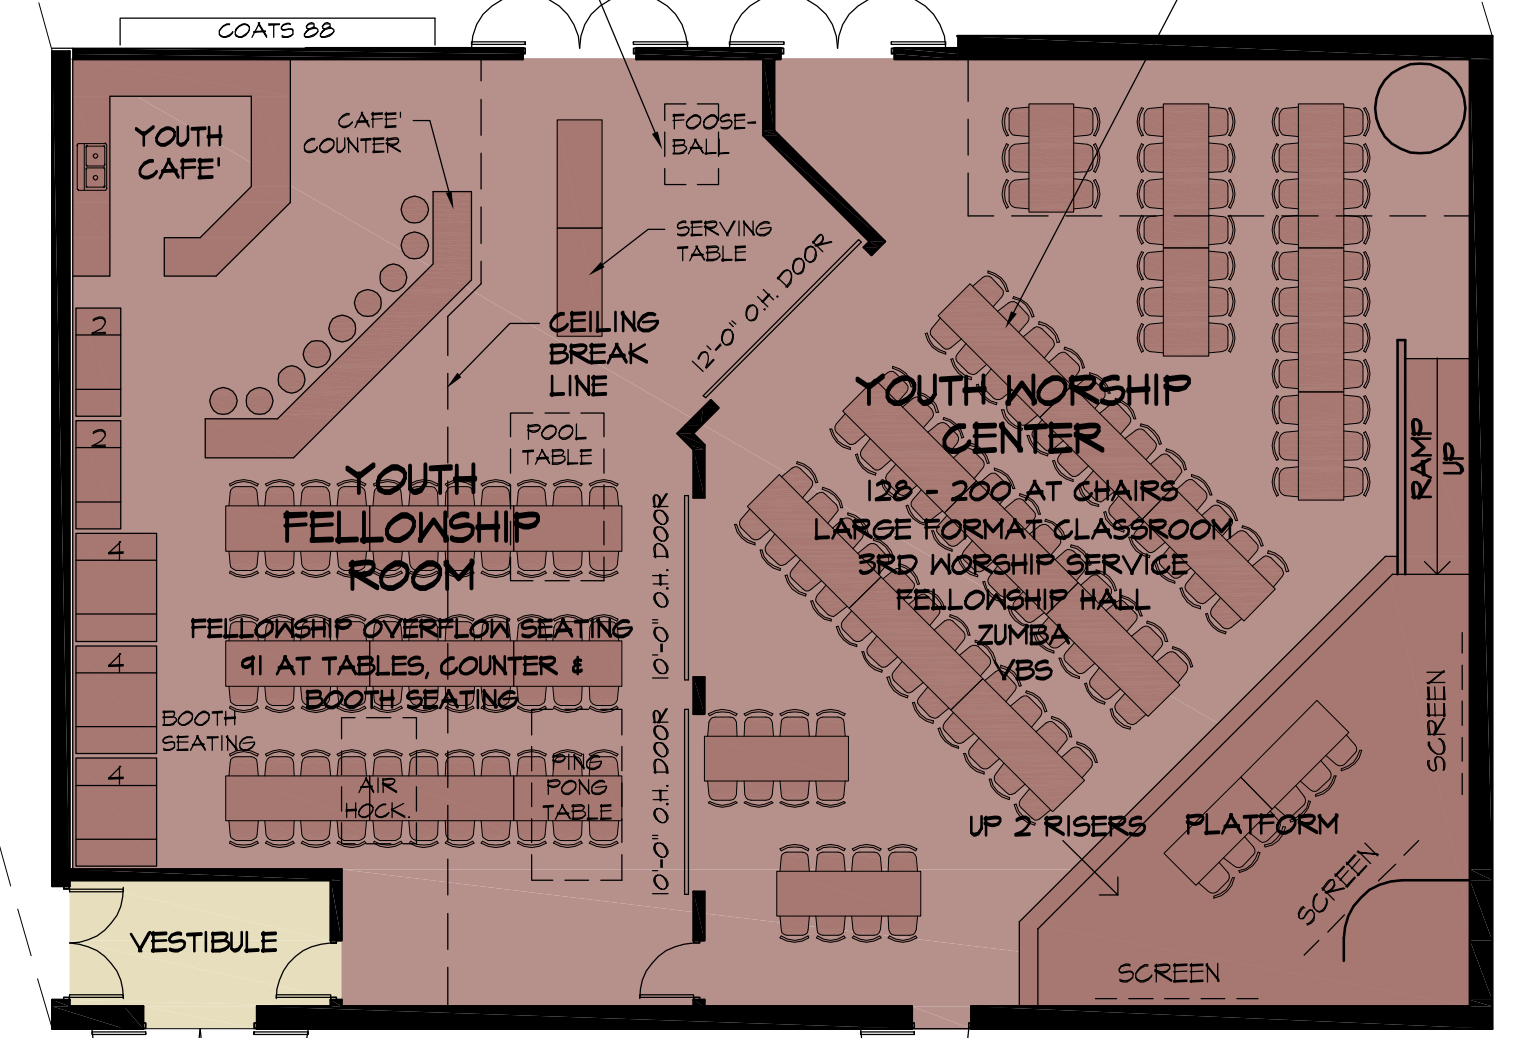 COATS 88
YOUTH
CAFE'
CAFE'
COUNTER
FOOSE-
BALL
SERVING
TABLE
12'-0" O.H. DOOR
CEILING
BREAK
LINE
2
2
4
4
4
BOOTH
SEATING
POOL
TABLE
YOUTH
FELLOWSHIP
ROOM
FELLOWSHIP OVERFLOW SEATING
91 AT TABLES, COUNTER &
BOOTH SEATING
AIR
HOCK.
PING
PONG
TABLE
10'-0" O.H. DOOR
10'-0" O.H. DOOR
VESTIBULE
YOUTH WORSHIP
CENTER
128 - 200 AT CHAIRS
LARGE FORMAT CLASSROOM
3RD WORSHIP SERVICE
FELLOWSHIP HALL
ZUMBA
VBS
RAMP
UP
UP 2 RISERS
PLATFORM
SCREEN
SCREEN
SCREEN